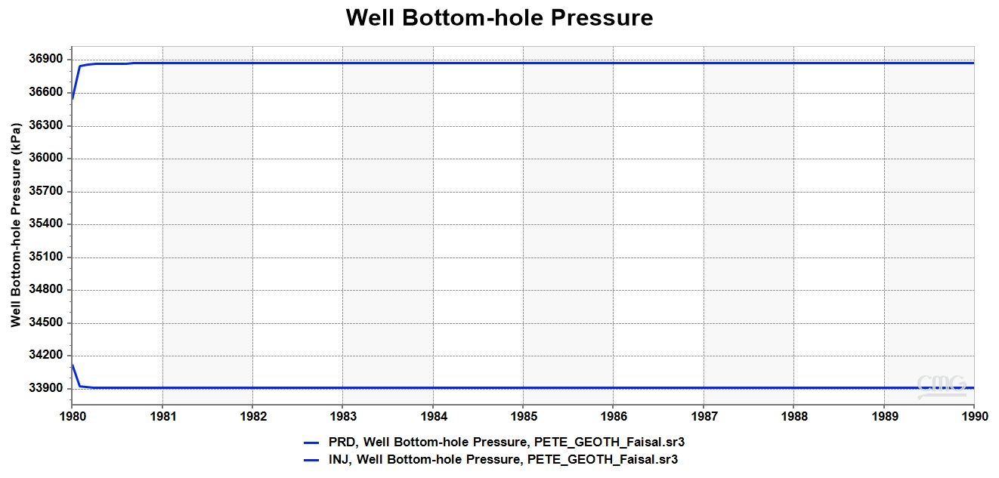 Well Bottom-hole Pressure
Well Bottom-hole Pressure (kPa)
36900
36600
36300
36000
35700
35400
35100
34800
34500
34200
33900
1980 1981 1982 1983 1984 1985 1986 1987 1988 1989 1990
CMG
PRD, Well Bottom-hole Pressure, PETE_GEOTH_Faisal.sr3
INJ, Well Bottom-hole Pressure, PETE_GEOTH_Faisal.sr3